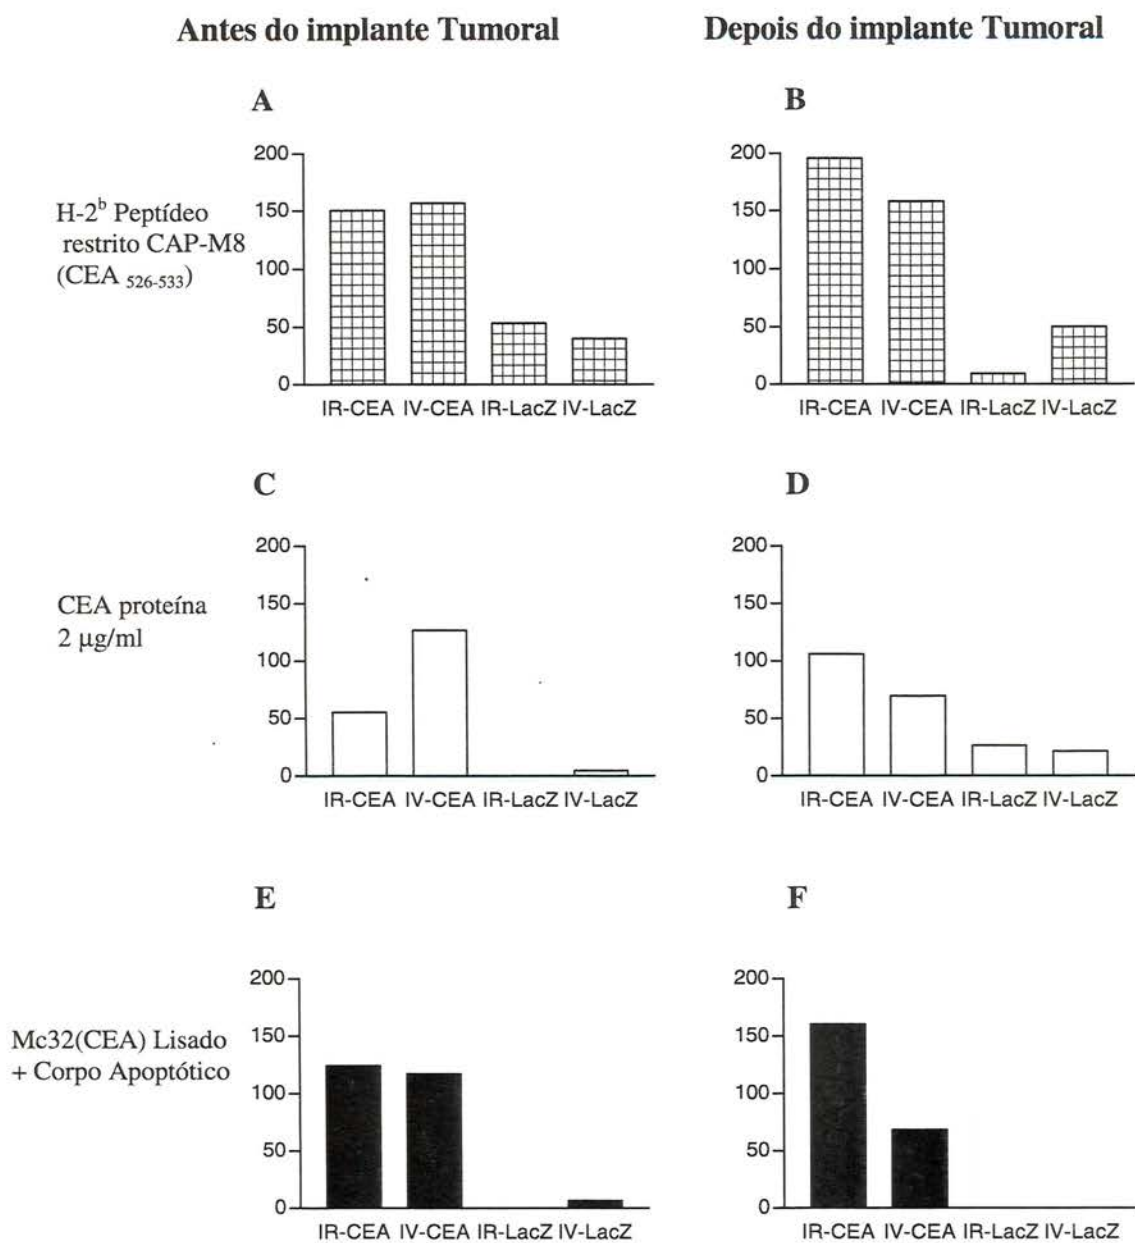 Antes do implante Tumoral
Depois do implante Tumoral
A
B
H-2ᵇ Peptídeo
restrito CAP-M8
(CEA ₅₂₆₋₅₃₃)
200
150
100
50
0
IR-CEA IV-CEA IR-LacZ IV-LacZ
200
150
100
50
0
IR-CEA IV-CEA IR-LacZ IV-LacZ
C
D
CEA proteína
2 µg/ml
200
150
100
50
0
IR-CEA IV-CEA IR-LacZ IV-LacZ
200
150
100
50
0
IR-CEA IV-CEA IR-LacZ IV-LacZ
E
F
Mc32(CEA) Lisado
+ Corpo Apoptótico
200
150
100
50
0
IR-CEA IV-CEA IR-LacZ IV-LacZ
200
150
100
50
0
IR-CEA IV-CEA IR-LacZ IV-LacZ